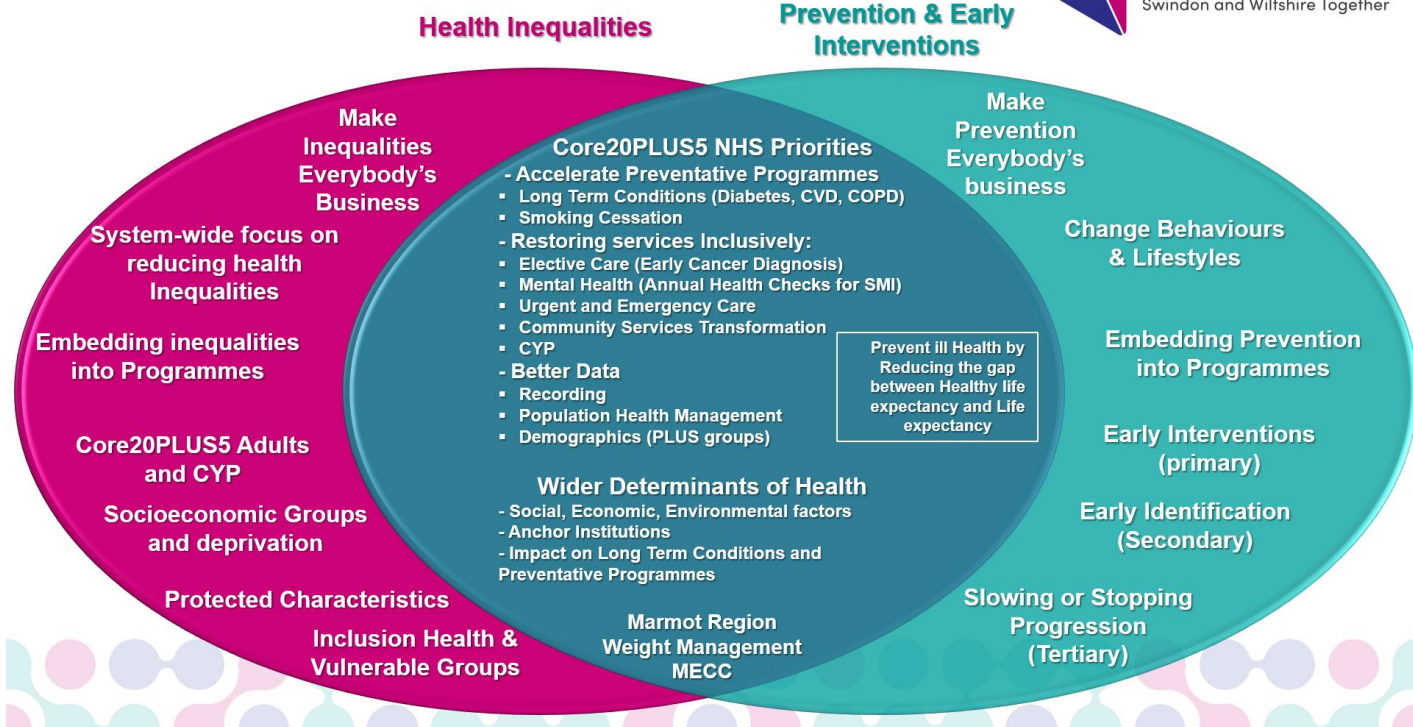 Swindon and Wiltshire Together
Health Inequalities
Prevention & Early
Interventions
Make
Inequalities
Everybody's
Business
System-wide focus on
reducing health
Inequalities
Embedding inequalities
into Programmes
Core20PLUS5 Adults
and CYP
Socioeconomic Groups
and deprivation
Protected Characteristics
Inclusion Health &
Vulnerable Groups
Core20PLUS5 NHS Priorities
- Accelerate Preventative Programmes
▪ Long Term Conditions (Diabetes, CVD, COPD)
▪ Smoking Cessation
- Restoring services Inclusively:
▪ Elective Care (Early Cancer Diagnosis)
▪ Mental Health (Annual Health Checks for SMI)
▪ Urgent and Emergency Care
▪ Community Services Transformation
▪ CYP
- Better Data
▪ Recording
▪ Population Health Management
▪ Demographics (PLUS groups)
Prevent ill Health by
Reducing the gap
between Healthy life
expectancy and Life
expectancy
Wider Determinants of Health
- Social, Economic, Environmental factors
- Anchor Institutions
- Impact on Long Term Conditions and
Preventative Programmes
Marmot Region
Weight Management
MECC
Make
Prevention
Everybody's
business
Change Behaviours
& Lifestyles
Embedding Prevention
into Programmes
Early Interventions
(primary)
Early Identification
(Secondary)
Slowing or Stopping
Progression
(Tertiary)